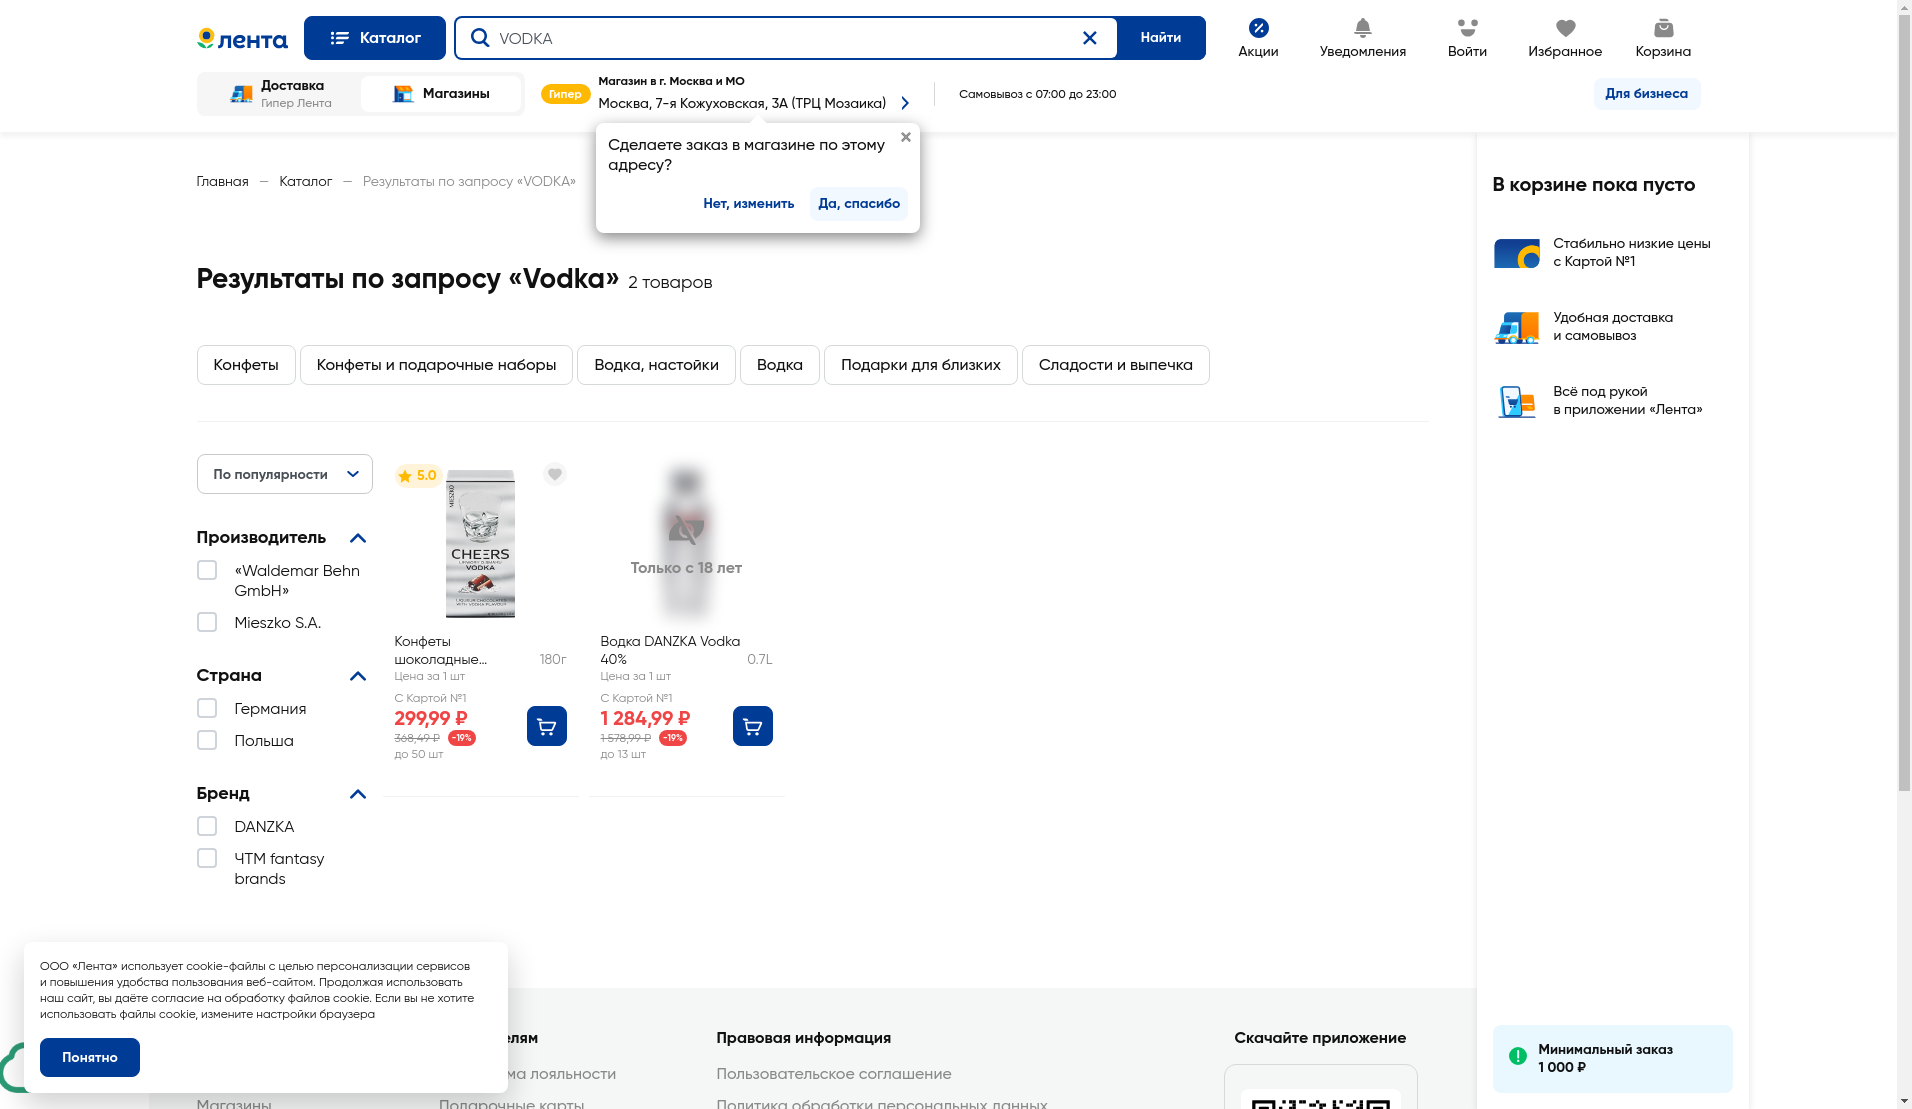 лента
Каталог
VODKA
Найти
Акции
Уведомления
Войти
Избранное
Корзина
Доставка
Гипер Лента
Магазины
Гипер
Магазин в г. Москва и МО
Москва, 7-я Кожуховская, 3А (ТРЦ Мозаика)
Самовывоз с 07:00 до 23:00
Для бизнеса
Сделаете заказ в магазине по этому
адресу?
Нет, изменить
Да, спасибо
Главная — Каталог — Результаты по запросу «VODKA»
Результаты по запросу «Vodka» 2 товаров
Конфеты
Конфеты и подарочные наборы
Водка, настойки
Водка
Подарки для близких
Сладости и выпечка
По популярности
Производитель
«Waldemar Behn
GmbH»
Mieszko S.A.
Страна
Германия
Польша
Бренд
DANZKA
ЧТМ fantasy
brands
5.0
MIESZKO
CHEERS
VODKA
LIQUEUR CHOCOLATES
WITH VODKA FLAVOUR
Конфеты
шоколадные...
180г
Цена за 1 шт
С Картой №1
299,99 ₽
368,49 ₽
-19%
до 50 шт
Только с 18 лет
Водка DANZKA Vodka
40%
0.7L
Цена за 1 шт
С Картой №1
1 284,99 ₽
1 578,99 ₽
-19%
до 13 шт
В корзине пока пусто
Стабильно низкие цены
с Картой №1
Удобная доставка
и самовывоз
Всё под рукой
в приложении «Лента»
Минимальный заказ
1 000 ₽
ООО «Лента» использует cookie-файлы с целью персонализации сервисов
и повышения удобства пользования веб-сайтом. Продолжая использовать
наш сайт, вы даёте согласие на обработку файлов cookie. Если вы не хотите
использовать файлы cookie, измените настройки браузера
Понятно
елям
ма лояльности
Магазины
Подарочные карты
Правовая информация
Пользовательское соглашение
Политика обработки персональных данных
Скачайте приложение